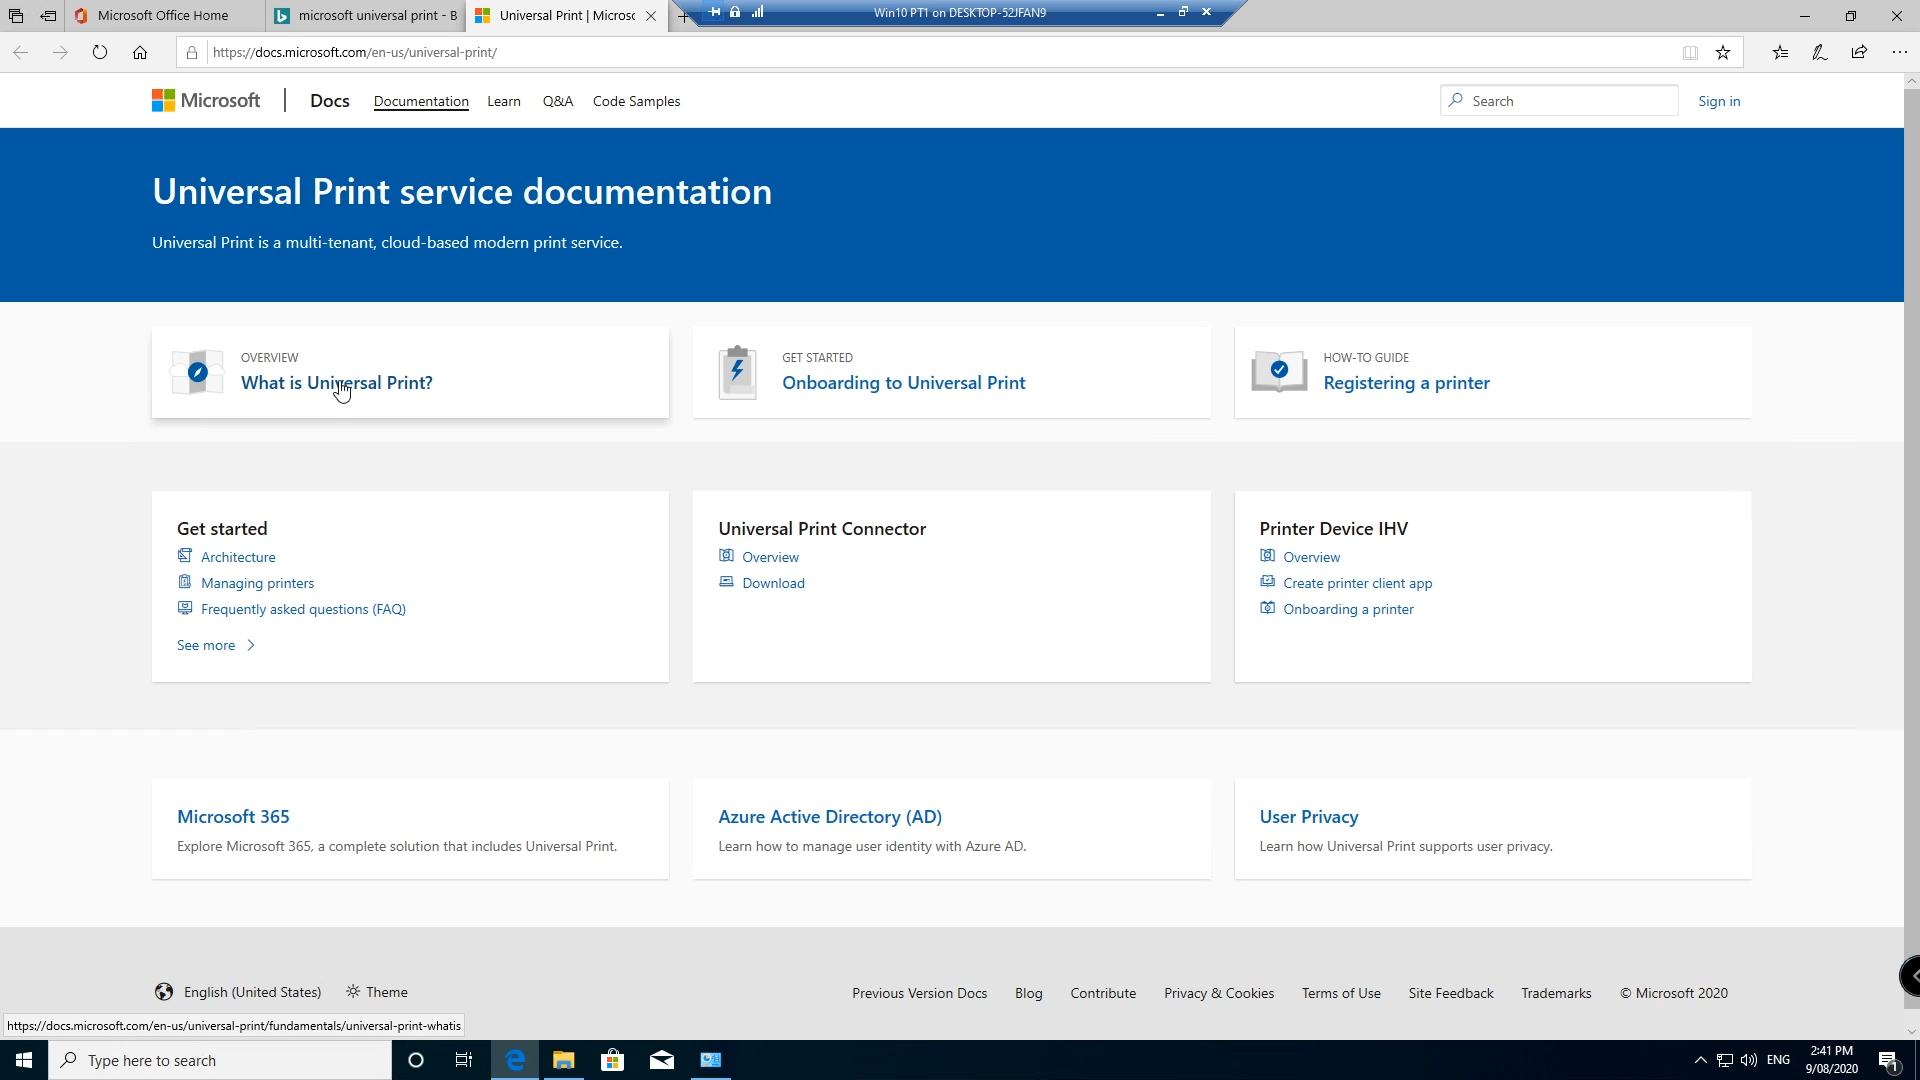 Microsoft Office Home
microsoft universal print - B
Universal Print | Microsc
Win10 PT1 on DESKTOP-52JFAN9
https://docs.microsoft.com/en-us/universal-print/
Microsoft
Docs
Documentation
Learn
Q&A
Code Samples
Search
Sign in
Universal Print service documentation
Universal Print is a multi-tenant, cloud-based modern print service.
OVERVIEW
What is Universal Print?
GET STARTED
Onboarding to Universal Print
HOW-TO GUIDE
Registering a printer
Get started
Architecture
Managing printers
Frequently asked questions (FAQ)
See more
Universal Print Connector
Overview
Download
Printer Device IHV
Overview
Create printer client app
Onboarding a printer
Microsoft 365
Explore Microsoft 365, a complete solution that includes Universal Print.
Azure Active Directory (AD)
Learn how to manage user identity with Azure AD.
User Privacy
Learn how Universal Print supports user privacy.
English (United States)
Theme
Previous Version Docs
Blog
Contribute
Privacy & Cookies
Terms of Use
Site Feedback
Trademarks
© Microsoft 2020
https://docs.microsoft.com/en-us/universal-print/fundamentals/universal-print-whatis
Type here to search
ENG
2:41 PM
9/08/2020
1